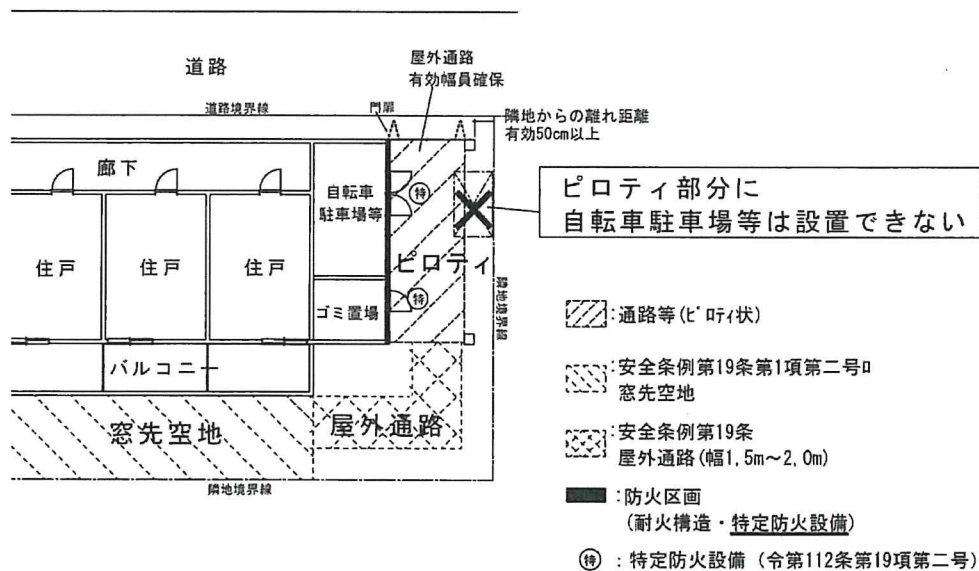 道路
屋外通路
有効幅員確保
道路境界線
門扉
隣地からの離れ距離
有効50cm以上
廊下
自転車
駐車場等
特
ピロティ部分に
自転車駐車場等は設置できない
住戸
住戸
住戸
ピロティ
ゴミ置場
特
隣地境界線
バルコニー
窓先空地
屋外通路
隣地境界線
:通路等(ピロティ状)
:安全条例第19条第1項第二号ロ
窓先空地
:安全条例第19条
屋外通路(幅1.5m〜2.0m)
:防火区画
(耐火構造・特定防火設備)
特:特定防火設備(令第112条第19項第二号)